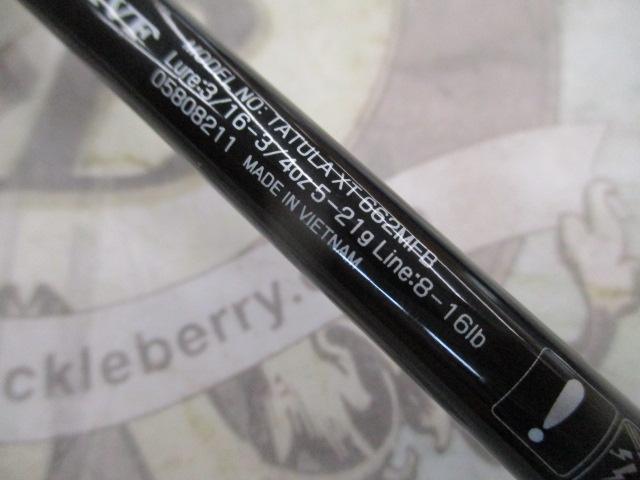 VF
MODEL NO: TATULA XT 662MFB
Lure:3/16-3/4oz 5-21g Line:8-16lb
05808211 MADE IN VIETNAM
ckleberry.c
!